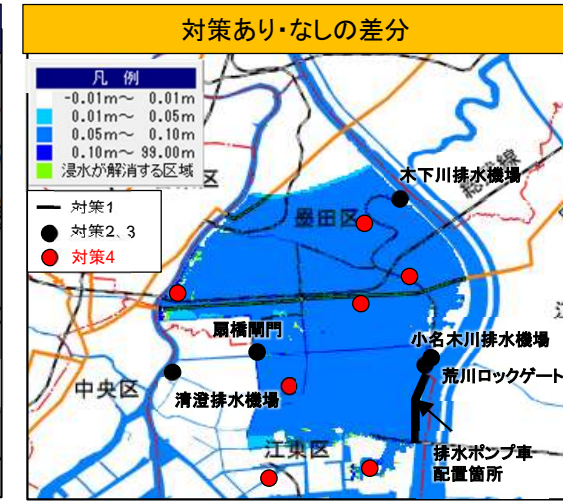 対策あり・なしの差分
凡 例
-0.01m～ 0.01m
0.01m～ 0.05m
0.05m～ 0.10m
0.10m～ 99.00m
浸水が解消する区域
区
対策1
対策2、3
対策4
木下川排水機場
総武線
墨田区
扇橋閘門
小名木川排水機場
荒川ロックゲート
中央区
清澄排水機場
江東区
排水ポンプ車
配置箇所